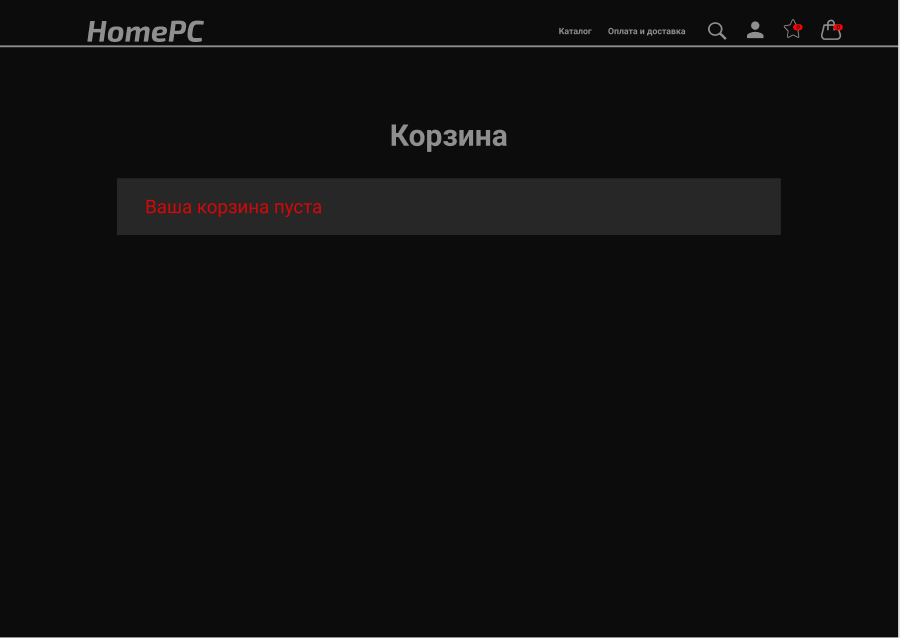 HomePC
Каталог
Оплата и доставка
Корзина
Ваша корзина пуста